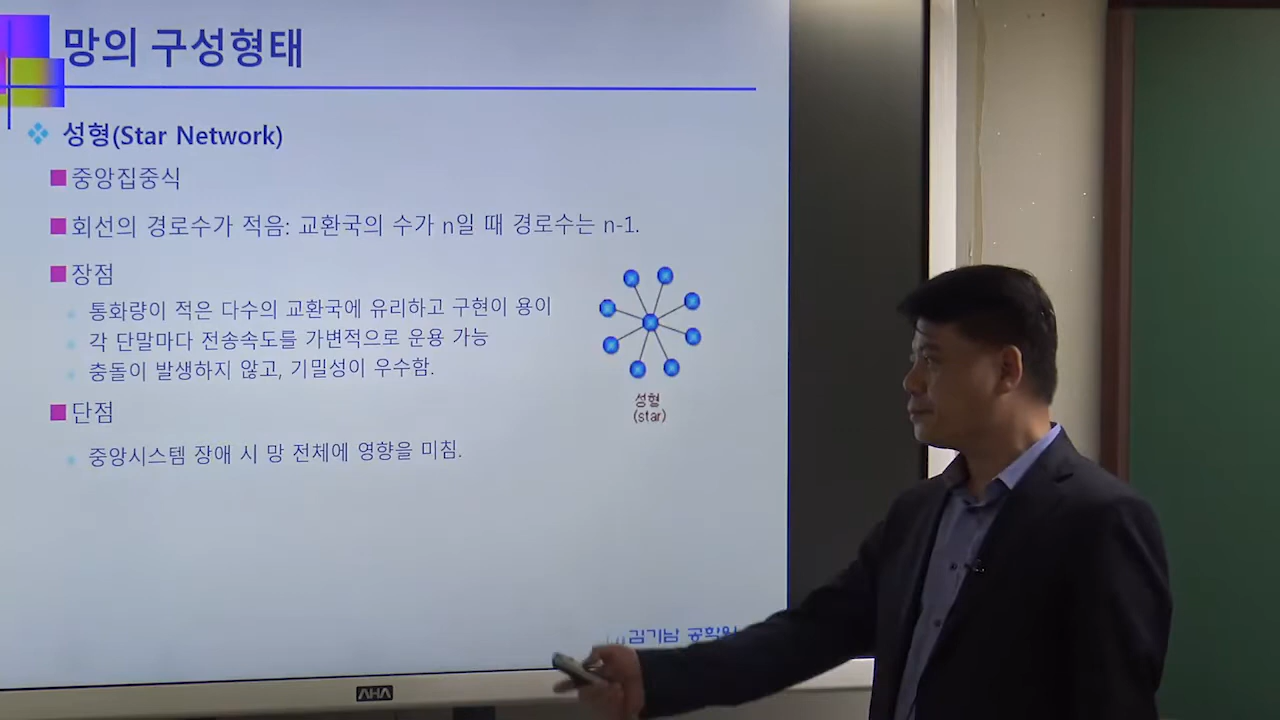 망의 구성형태
성형(Star Network)
중앙집중식
회선의 경로수가 적음: 교환국의 수가 n일 때 경로수는 n-1.
장점
통화량이 적은 다수의 교환국에 유리하고 구현이 용이
각 단말마다 전송속도를 가변적으로 운용 가능
충돌이 발생하지 않고, 기밀성이 우수함.
성형
(star)
단점
중앙시스템 장애 시 망 전체에 영향을 미침.
김기남 공학원
AHA